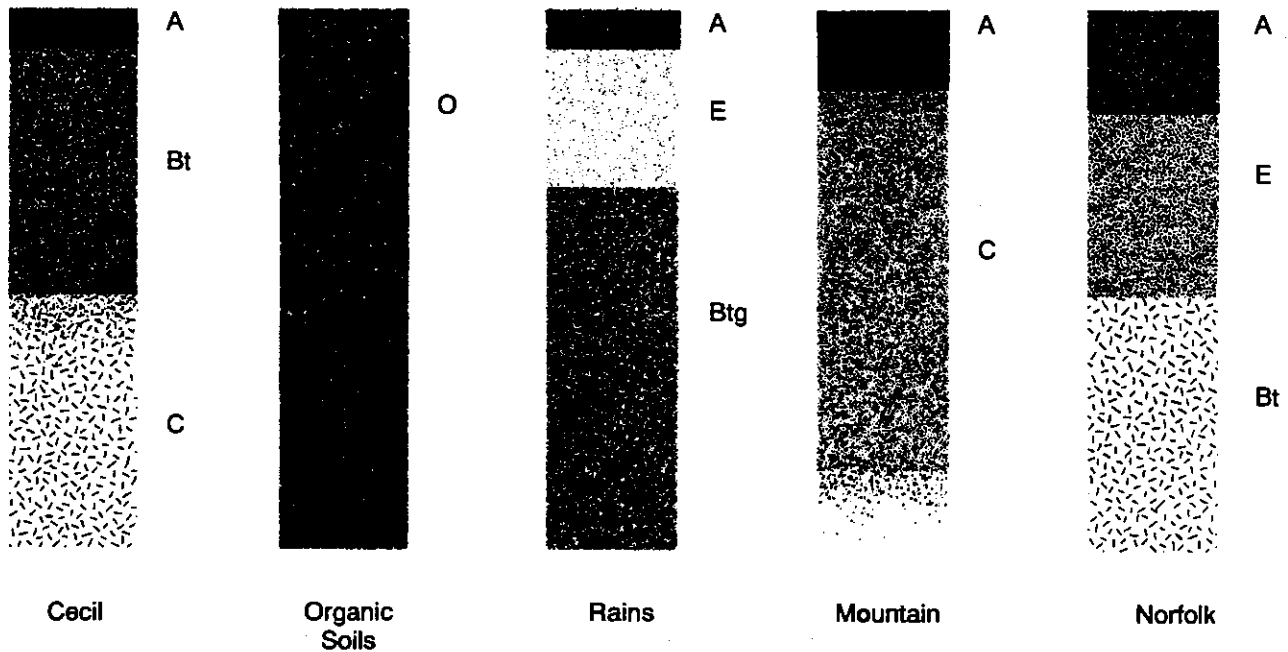 A
Bt
C
Cecil
O
Organic
Soils
A
E
Btg
Rains
A
C
Mountain
A
E
Bt
Norfolk